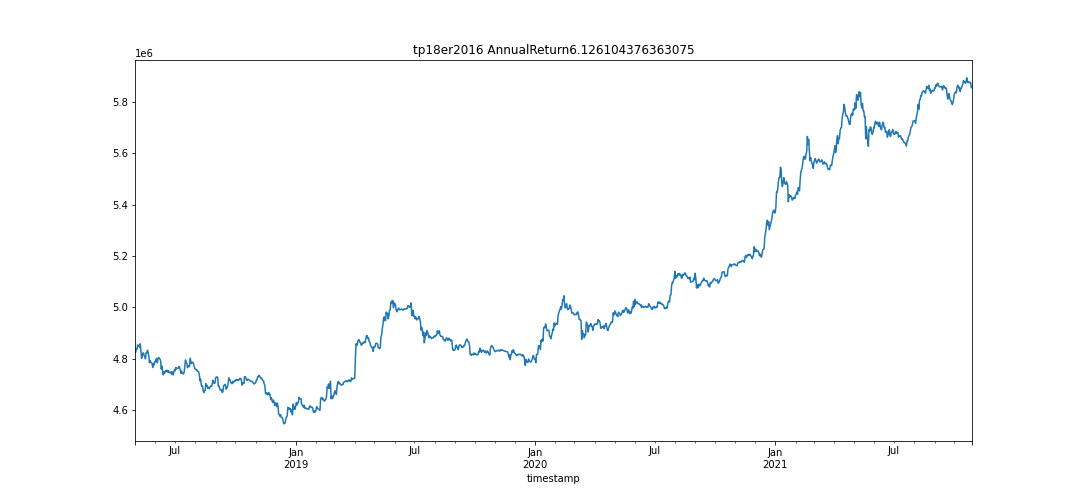 tp18er2016 AnnualReturn6.126104376363075
1e6
5.8
5.6
5.4
5.2
5.0
4.8
4.6
Jul Jan Jul Jan Jul Jan Jul
2019 2020 2021
timestamp